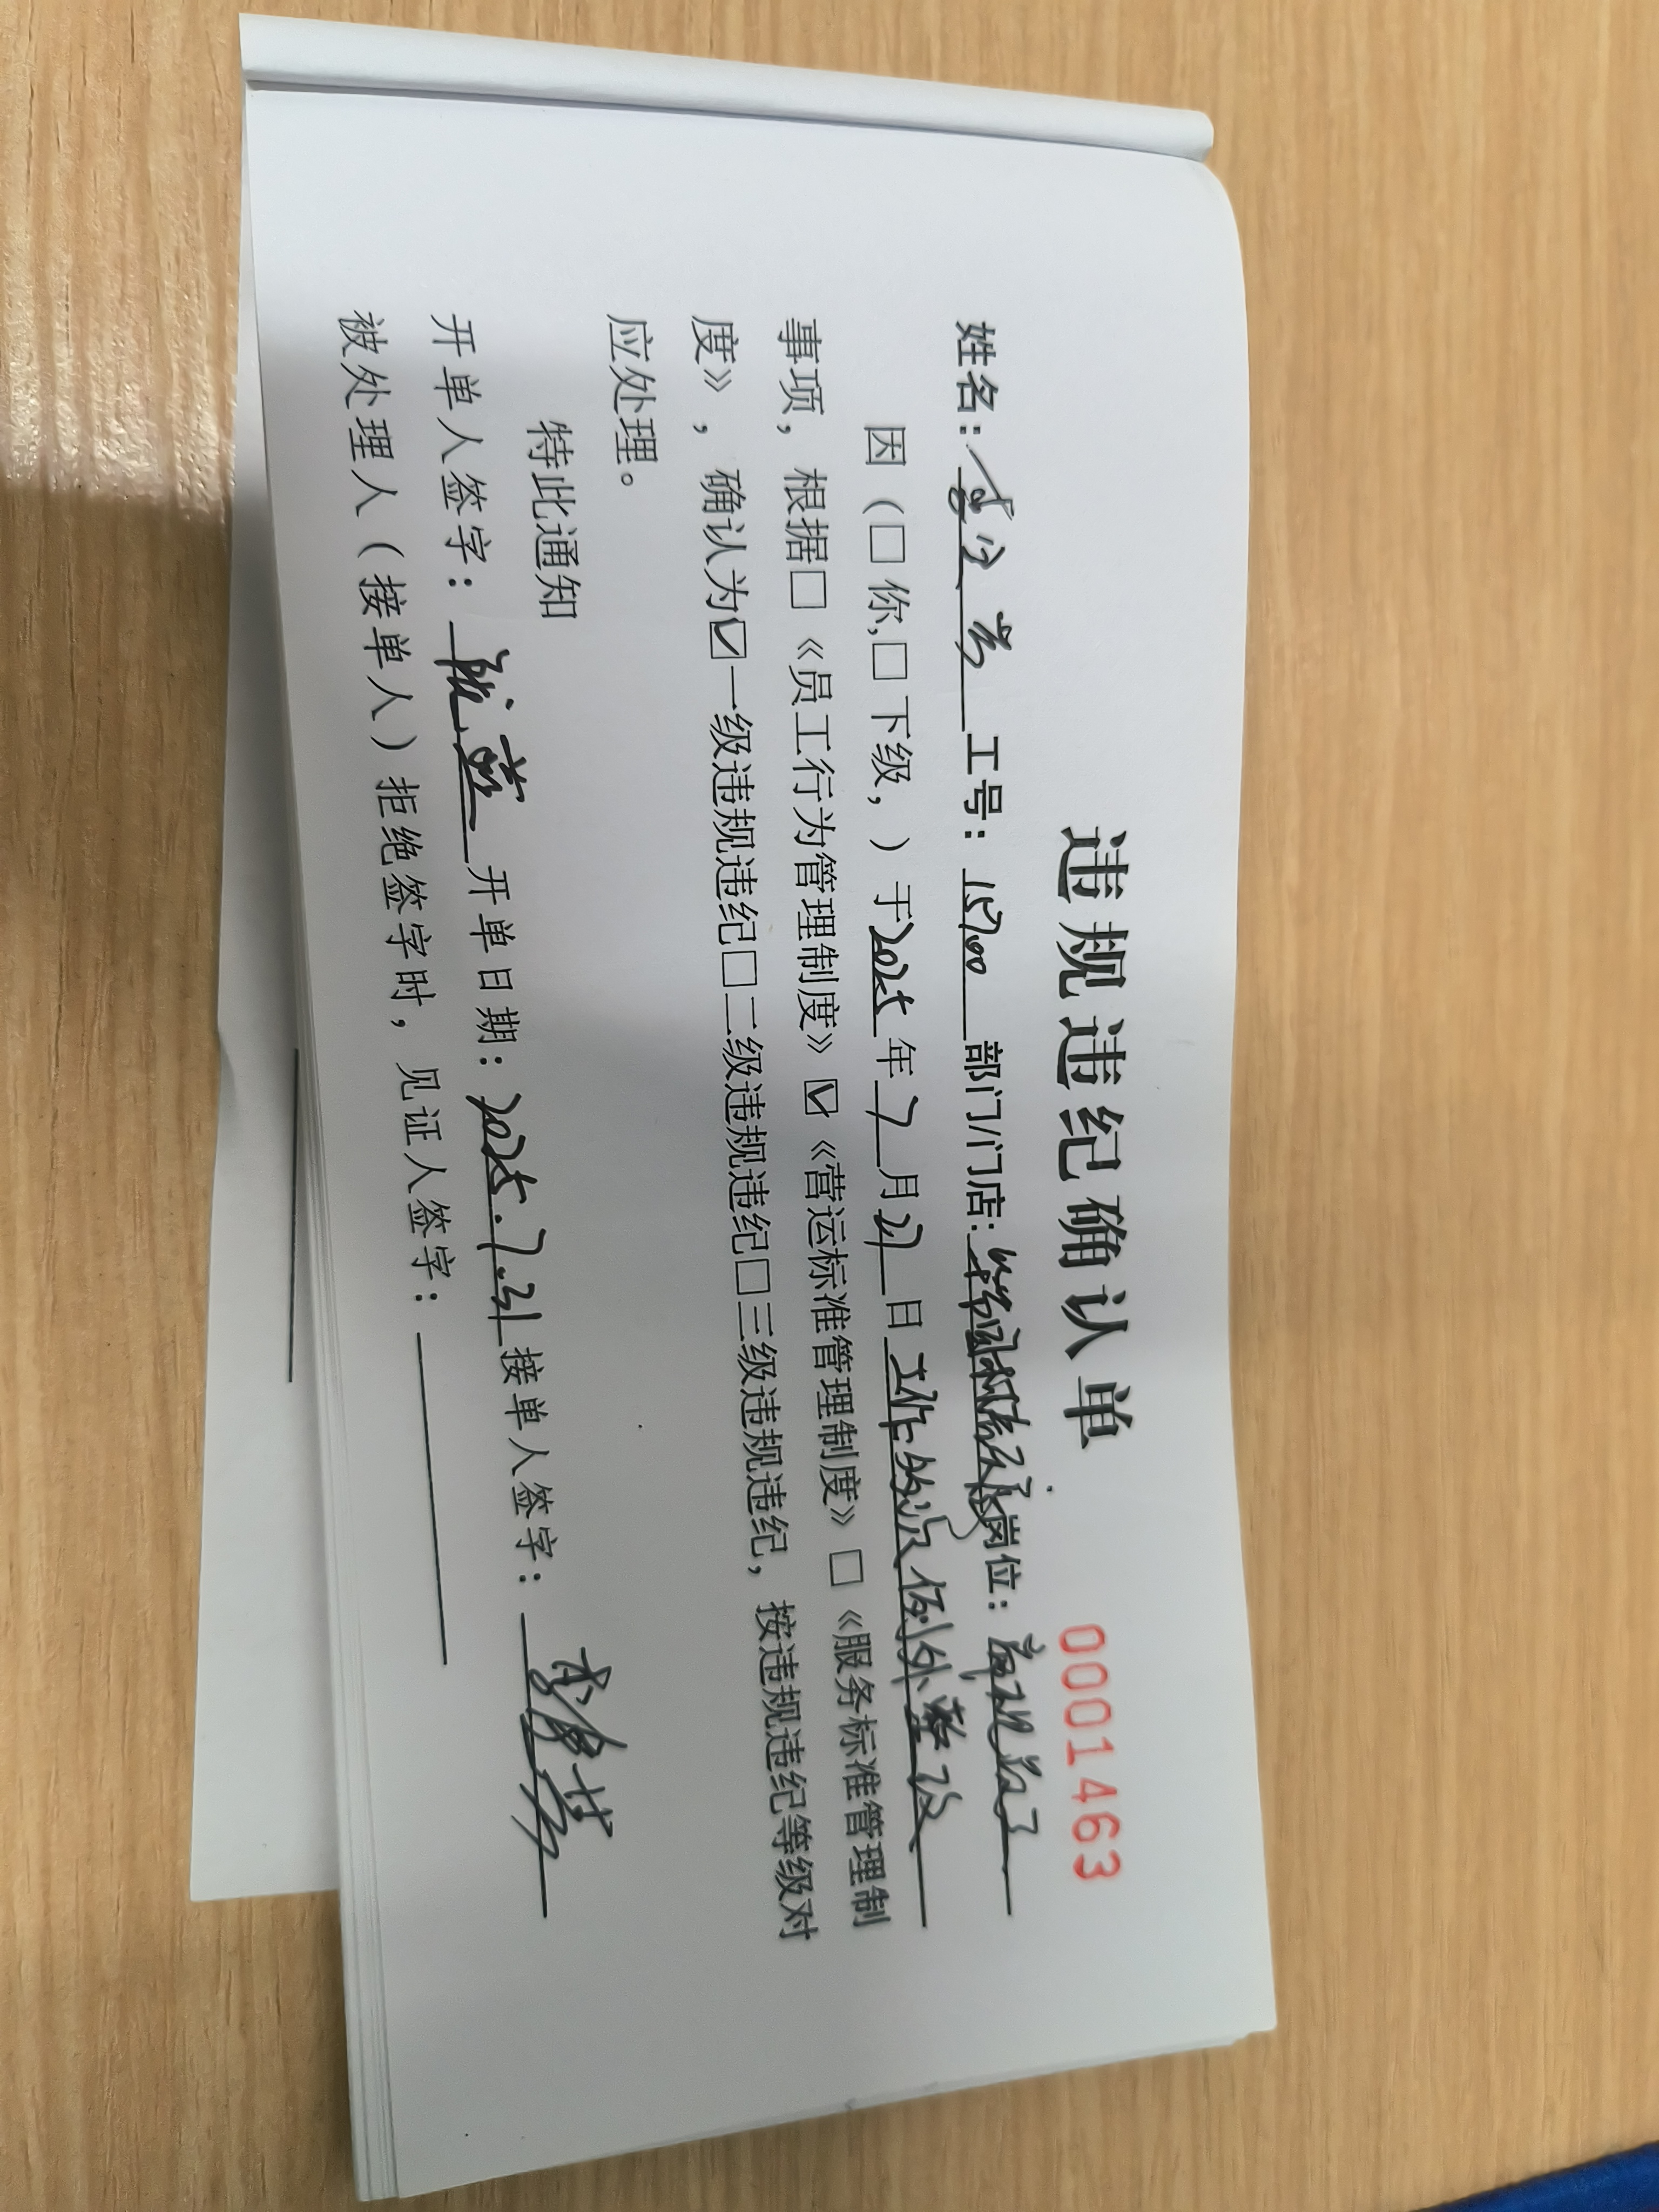 违规违纪确认单 0001463
姓名： 工号：15700 部门/门店： 岗位：
因（□你,□下级，）于2025年7月21日工作 例外
事项，根据□《员工行为管理制度》☑《营运标准管理制度》□《服务标准管理制
度》，确认为☑一级违规违纪□二级违规违纪□三级违规违纪，按违规违纪等级对
应处理。
特此通知
开单人签字： 开单日期：2025.7.31 接单人签字：
被处理人（接单人）拒绝签字时，见证人签字：